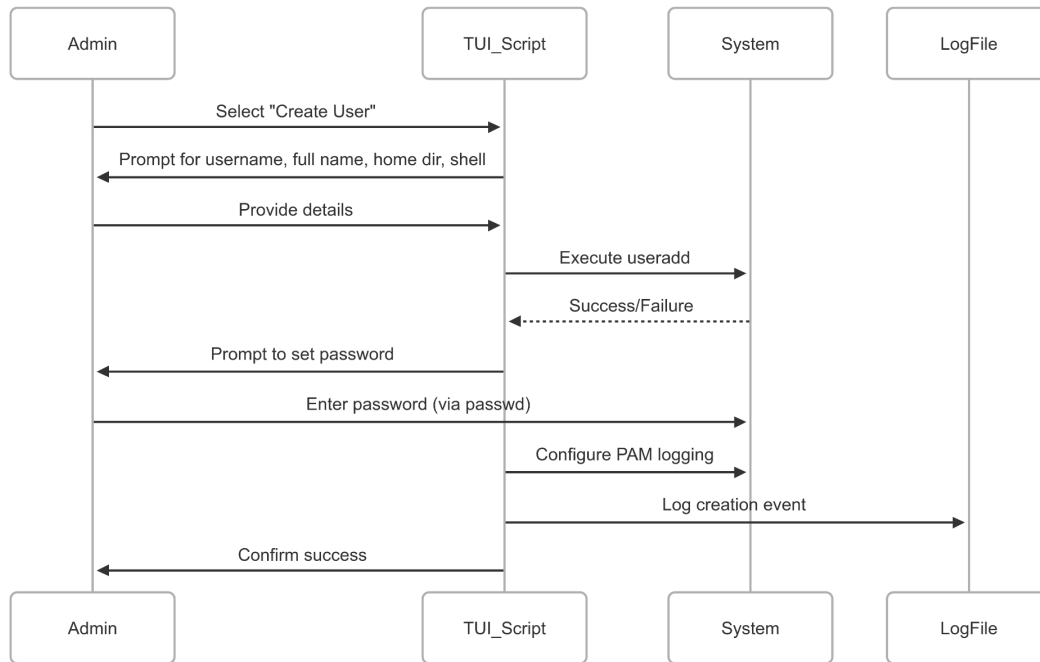 Admin
TUI_Script
System
LogFile
Select "Create User"
Prompt for username, full name, home dir, shell
Provide details
Execute useradd
Success/Failure
Prompt to set password
Enter password (via passwd)
Configure PAM logging
Log creation event
Confirm success
Admin
TUI_Script
System
LogFile